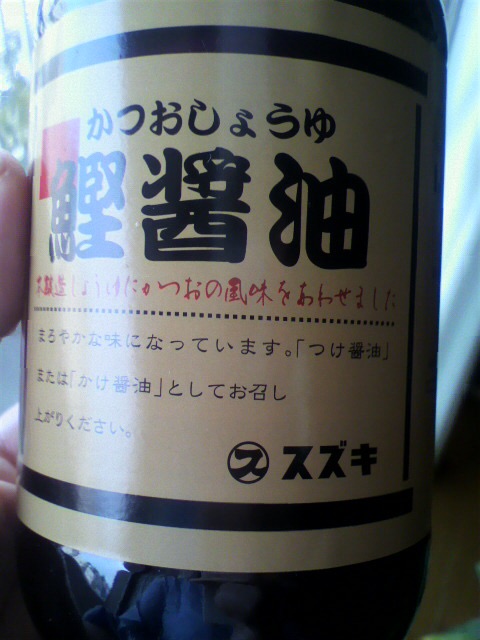 かつおしょうゆ
鰹醤油
本醸造しょうゆにかつおの風味をあわせました
まろやかな味になっています。「つけ醤油」
または「かけ醤油」としてお召し
上がりください。
ス スズキ